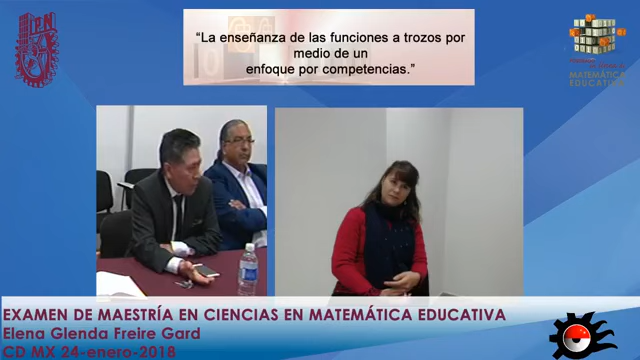 “La enseñanza de las funciones a trozos por
medio de un
enfoque por competencias.”
MATEMÁTICA
EDUCATIVA
EXAMEN DE MAESTRÍA EN CIENCIAS EN MATEMÁTICA EDUCATIVA
Elena Glenda Freire Gard
CD MX 24-enero-2018